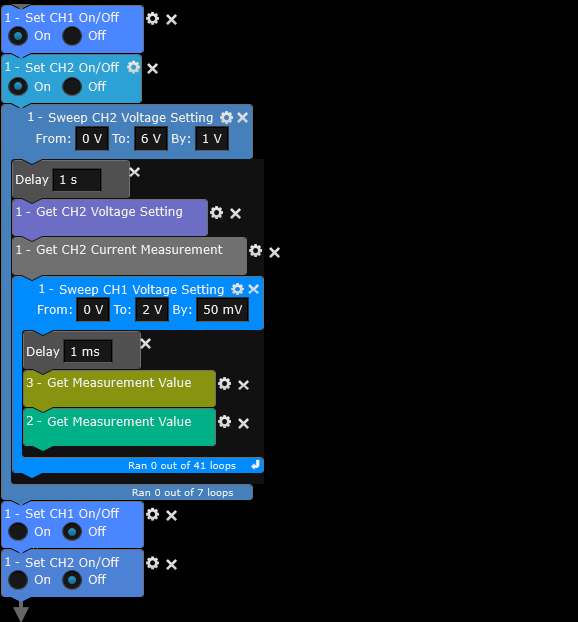 1 - Set CH1 On/Off
On Off
1 - Set CH2 On/Off
On Off
1 - Sweep CH2 Voltage Setting
From: 0 V To: 6 V By: 1 V
Delay 1 s
1 - Get CH2 Voltage Setting
1 - Get CH2 Current Measurement
1 - Sweep CH1 Voltage Setting
From: 0 V To: 2 V By: 50 mV
Delay 1 ms
3 - Get Measurement Value
2 - Get Measurement Value
Ran 0 out of 41 loops
Ran 0 out of 7 loops
1 - Set CH1 On/Off
On Off
1 - Set CH2 On/Off
On Off